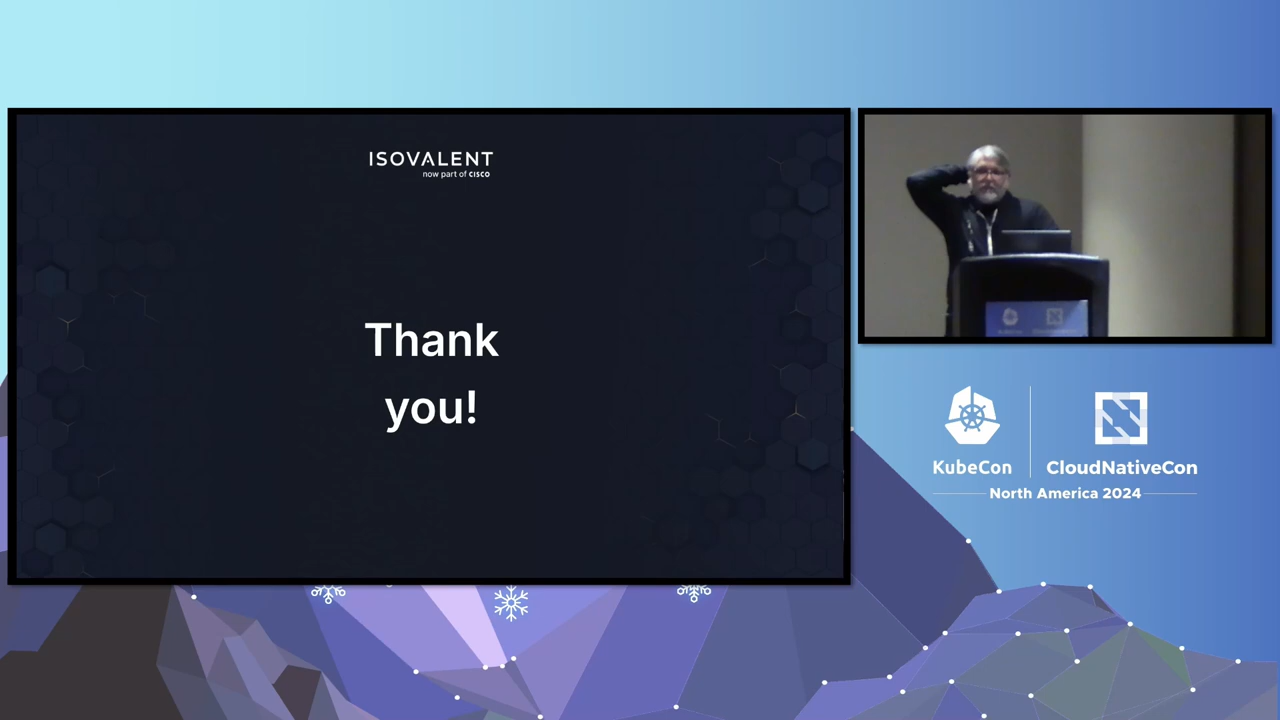 ISOVALENT
now part of CISCO
Thank
you!
KubeCon
CloudNativeCon
North America 2024